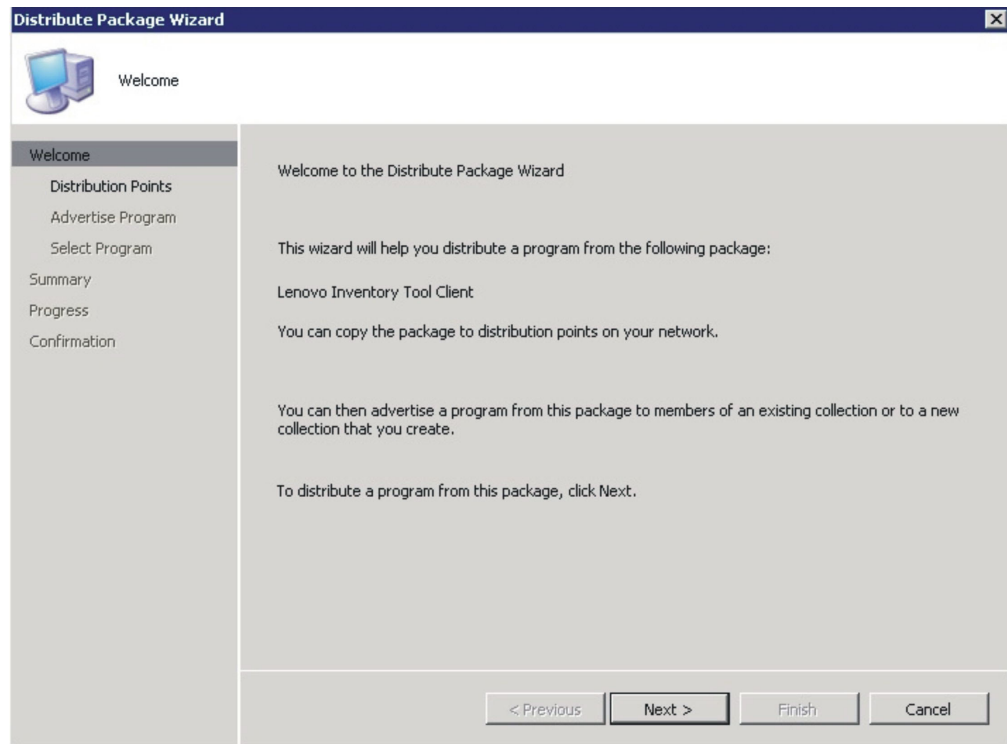 Distribute Package Wizard
Welcome
Welcome
Distribution Points
Advertise Program
Select Program
Summary
Progress
Confirmation
Welcome to the Distribute Package Wizard
This wizard will help you distribute a program from the following package:
Lenovo Inventory Tool Client
You can copy the package to distribution points on your network.
You can then advertise a program from this package to members of an existing collection or to a new
collection that you create.
To distribute a program from this package, click Next.
< Previous
Next >
Finish
Cancel